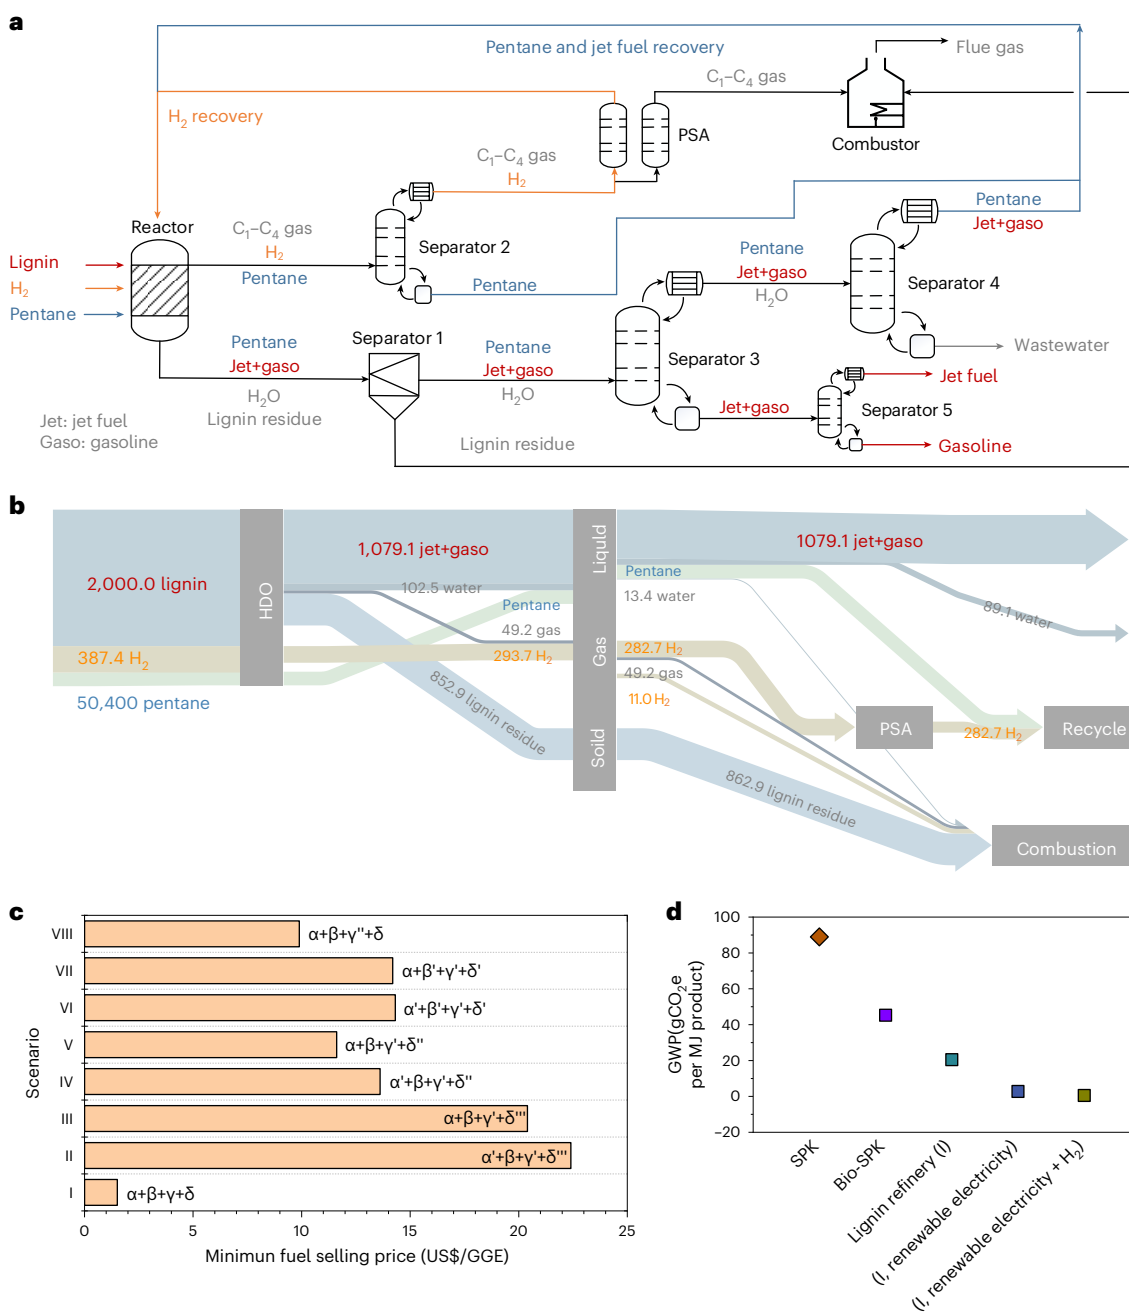 a
Pentane and jet fuel recovery
Flue gas
C1–C4 gas
H2 recovery
PSA
Combustor
C1–C4 gas
H2
Reactor
C1–C4 gas
H2
Pentane
Separator 2
Pentane
Jet+gaso
Lignin
H2
Pentane
Pentane
Pentane
Jet+gaso
H2O
Separator 4
Separator 1
Wastewater
Pentane
Jet+gaso
H2O
Lignin residue
Pentane
Jet+gaso
H2O
Separator 3
Jet fuel
Jet+gaso
Separator 5
Jet: jet fuel
Gaso: gasoline
Lignin residue
Gasoline
b
2,000.0 lignin
387.4 H2
50,400 pentane
HDO
1,079.1 jet+gaso
102.5 water
Pentane
49.2 gas
293.7 H2
852.9 lignin residue
Liquld
Gas
Soild
1079.1 jet+gaso
Pentane
13.4 water
89.1 water
282.7 H2
49.2 gas
11.0 H2
PSA
282.7 H2
Recycle
862.9 lignin residue
Combustion
c
Scenario
VIII
α+β+γ''+δ
VII
α+β'+γ'+δ'
VI
α'+β'+γ'+δ'
V
α+β+γ'+δ''
IV
α'+β+γ'+δ''
III
α+β+γ'+δ'''
II
α'+β+γ'+δ'''
I
α+β+γ+δ
0 5 10 15 20 25
Minimun fuel selling price (US$/GGE)
d
GWP(gCO2e
per MJ product)
100
80
60
40
20
0
–20
SPK
Bio-SPK
Lignin refinery (I)
(I, renewable electricity)
(I, renewable electricity + H2)